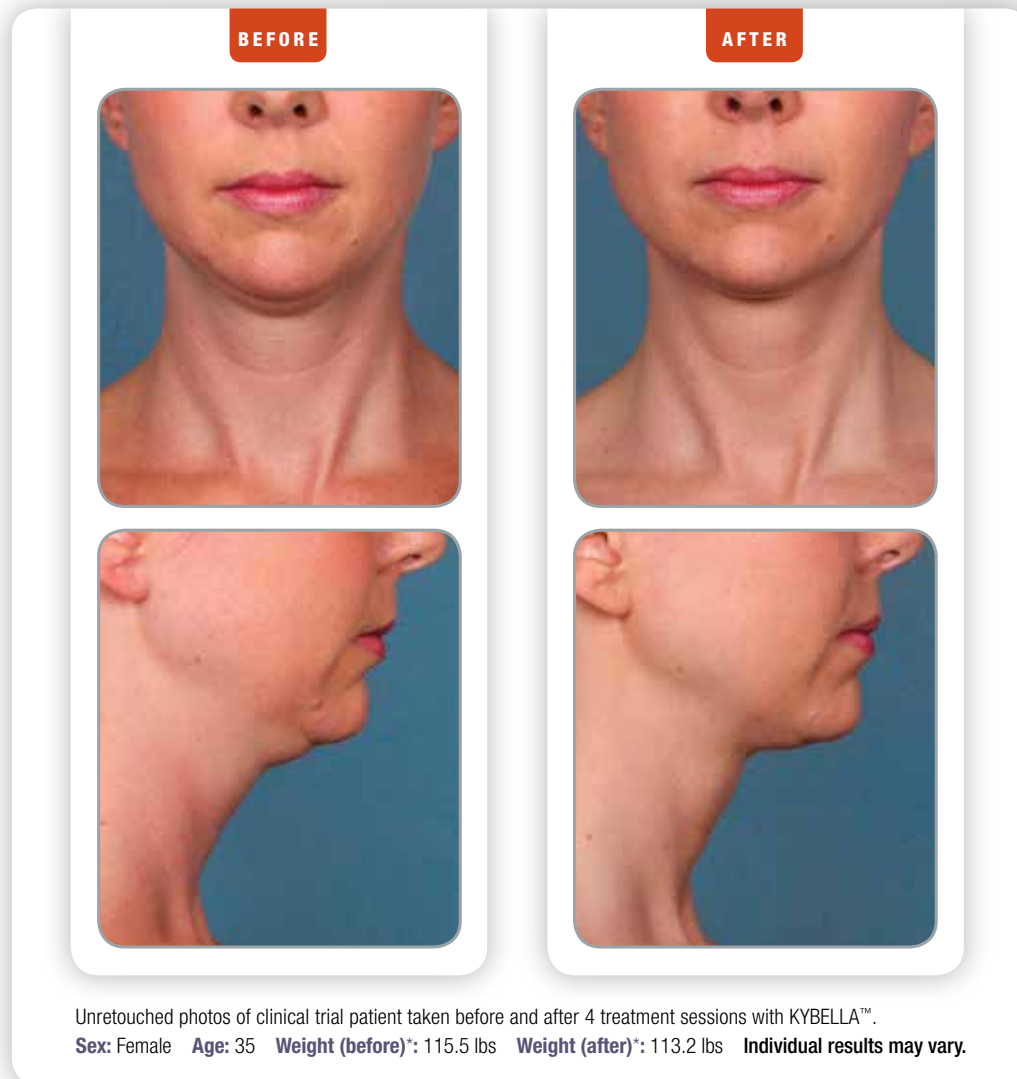 BEFORE
AFTER
Unretouched photos of clinical trial patient taken before and after 4 treatment sessions with KYBELLA™.
Sex: Female Age: 35 Weight (before)*: 115.5 lbs Weight (after)*: 113.2 lbs Individual results may vary.